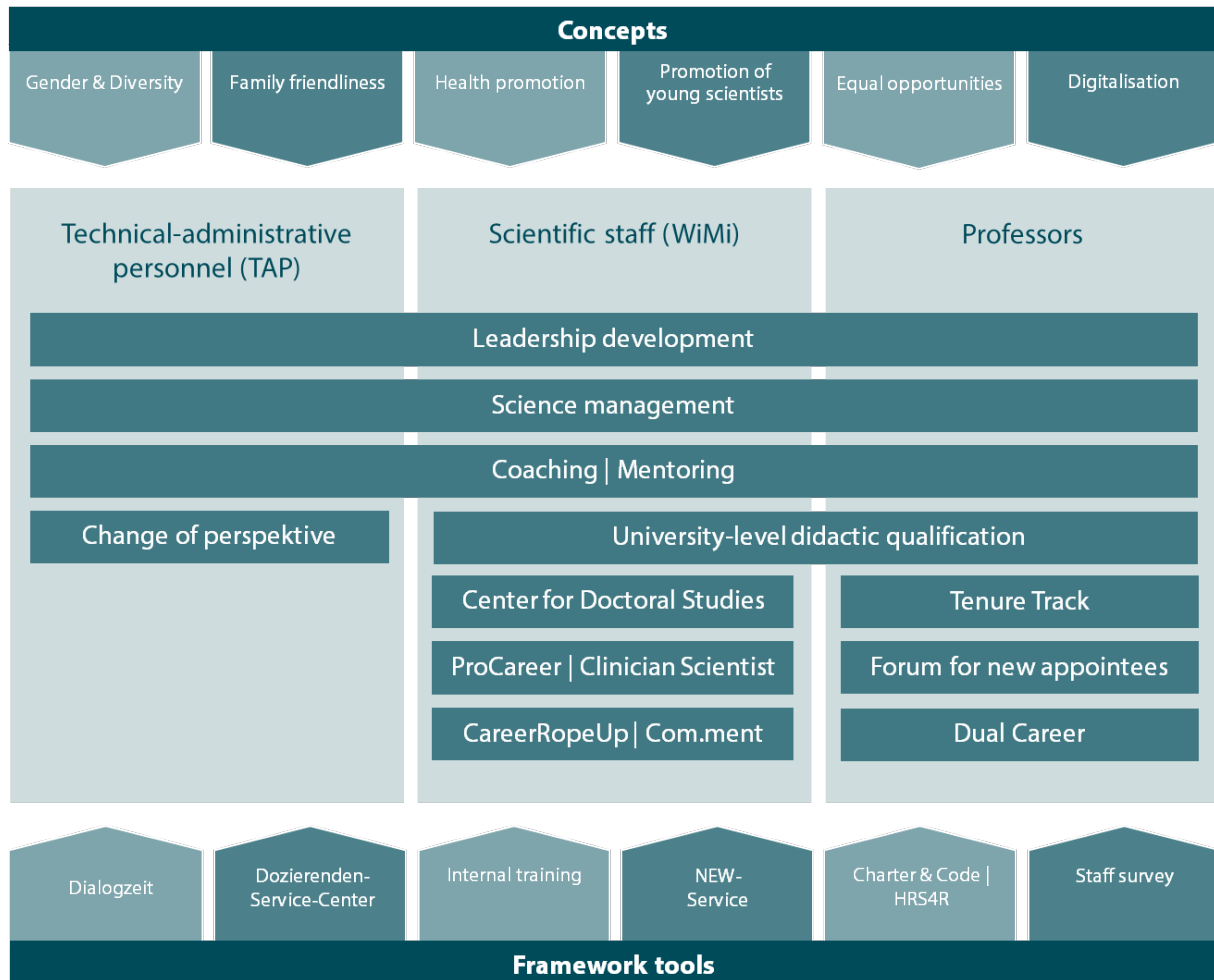 Concepts
Gender & Diversity
Family friendliness
Health promotion
Promotion of
young scientists
Equal opportunities
Digitalisation
Technical-administrative
personnel (TAP)
Scientific staff (WiMi)
Professors
Leadership development
Science management
Coaching | Mentoring
Change of perspektive
University-level didactic qualification
Center for Doctoral Studies
Tenure Track
ProCareer | Clinician Scientist
Forum for new appointees
CareerRopeUp | Com.ment
Dual Career
Dialogzeit
Dozierenden-
Service-Center
Internal training
NEW-
Service
Charter & Code |
HRS4R
Staff survey
Framework tools